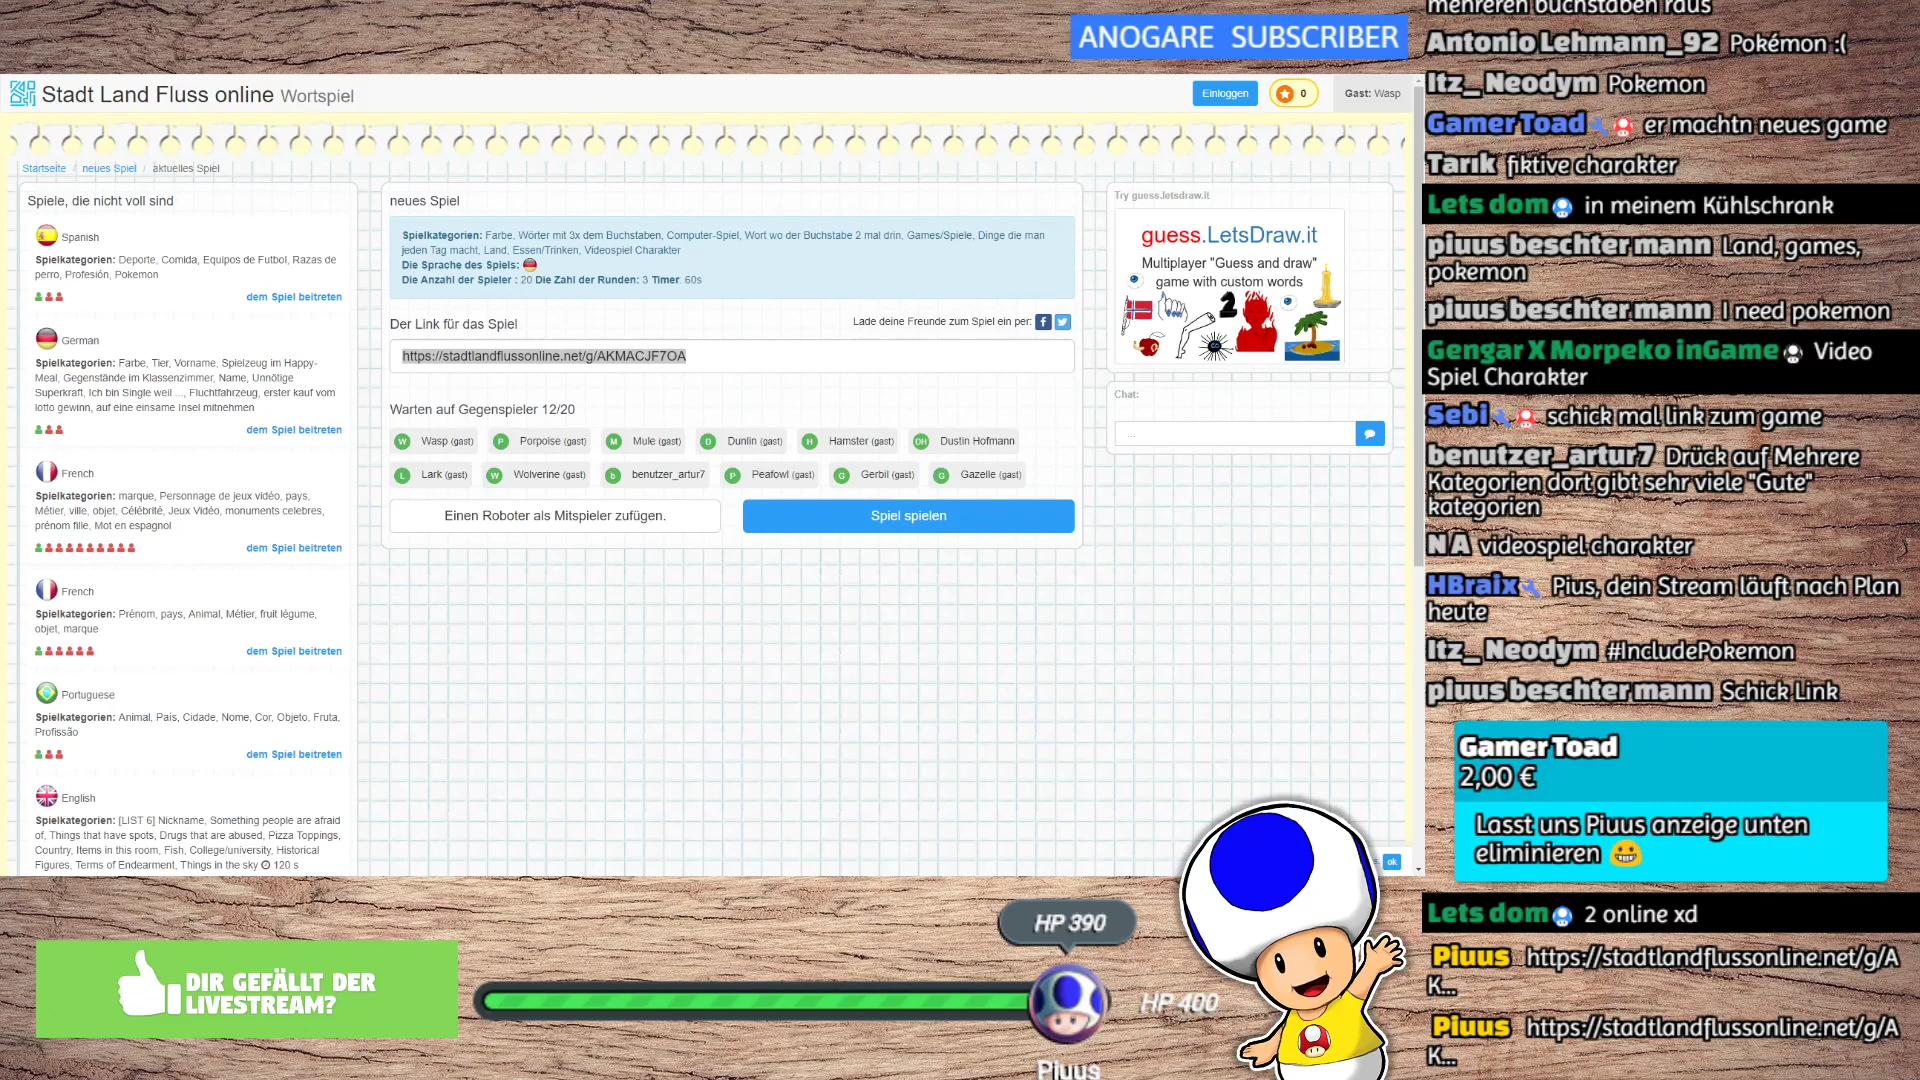 ANOGARE SUBSCRIBER
Stadt Land Fluss online Wortspiel
Einloggen
0
Gast: Wasp
Startseite / neues Spiel / aktuelles Spiel
Spiele, die nicht voll sind
Spanish
Spielkategorien: Deporte, Comida, Equipos de Futbol, Razas de
perro, Profesión, Pokemon
dem Spiel beitreten
German
Spielkategorien: Farbe, Tier, Vorname, Spielzeug im Happy-
Meal, Gegenstände im Klassenzimmer, Name, Unnötige
Superkraft, Ich bin Single weil ..., Fluchtfahrzeug, erster kauf vom
lotto gewinn, auf eine einsame Insel mitnehmen
dem Spiel beitreten
French
Spielkategorien: marque, Personnage de jeux vidéo, pays,
Métier, ville, objet, Célébrité, Jeux Vidéo, monuments celebres,
prénom fille, Mot en espagnol
dem Spiel beitreten
French
Spielkategorien: Prénom, pays, Animal, Métier, fruit légume,
objet, marque
dem Spiel beitreten
Portuguese
Spielkategorien: Animal, País, Cidade, Nome, Cor, Objeto, Fruta,
Profissão
dem Spiel beitreten
English
Spielkategorien: [LIST 6] Nickname, Something people are afraid
of, Things that have spots, Drugs that are abused, Pizza Toppings,
Country, Items in this room, Fish, College/university, Historical
Figures, Terms of Endearment, Things in the sky 120 s
neues Spiel
Spielkategorien: Farbe, Wörter mit 3x dem Buchstaben, Computer-Spiel, Wort wo der Buchstabe 2 mal drin, Games/Spiele, Dinge die man
jeden Tag macht, Land, Essen/Trinken, Videospiel Charakter
Die Sprache des Spiels:
Die Anzahl der Spieler : 20 Die Zahl der Runden: 3 Timer: 60s
Der Link für das Spiel
Lade deine Freunde zum Spiel ein per:
https://stadtlandflussonline.net/g/AKMACJF7OA
Warten auf Gegenspieler 12/20
W Wasp (gast)
P Porpoise (gast)
M Mule (gast)
D Dunlin (gast)
H Hamster (gast)
DH Dustin Hofmann
L Lark (gast)
W Wolverine (gast)
b benutzer_artur7
P Peafowl (gast)
G Gerbil (gast)
G Gazelle (gast)
Einen Roboter als Mitspieler zufügen.
Spiel spielen
Try guess.letsdraw.it
guess.LetsDraw.it
Multiplayer "Guess and draw"
game with custom words
Chat:
...
ok
mehreren buchstaben raus
Antonio Lehmann_92 Pokémon :(
Itz_ Neodym Pokemon
Gamer Toad er machtn neues game
Tarık fiktive charakter
Lets dom in meinem Kühlschrank
piuus beschter mann Land, games,
pokemon
piuus beschter mann I need pokemon
Gengar X Morpeko inGame Video
Spiel Charakter
Sebi schick mal link zum game
benutzer_artur7 Drück auf Mehrere
Kategorien dort gibt sehr viele "Gute"
kategorien
N A videospiel charakter
HBraix Pius, dein Stream läuft nach Plan
heute
Itz_ Neodym #IncludePokemon
piuus beschter mann Schick Link
Gamer Toad
2,00 €
Lasst uns Piuus anzeige unten
eliminieren
Lets dom 2 online xd
Piuus https://stadtlandflussonline.net/g/A
K...
Piuus https://stadtlandflussonline.net/g/A
K...
DIR GEFÄLLT DER
LIVESTREAM?
HP 390
HP 400
Piuus